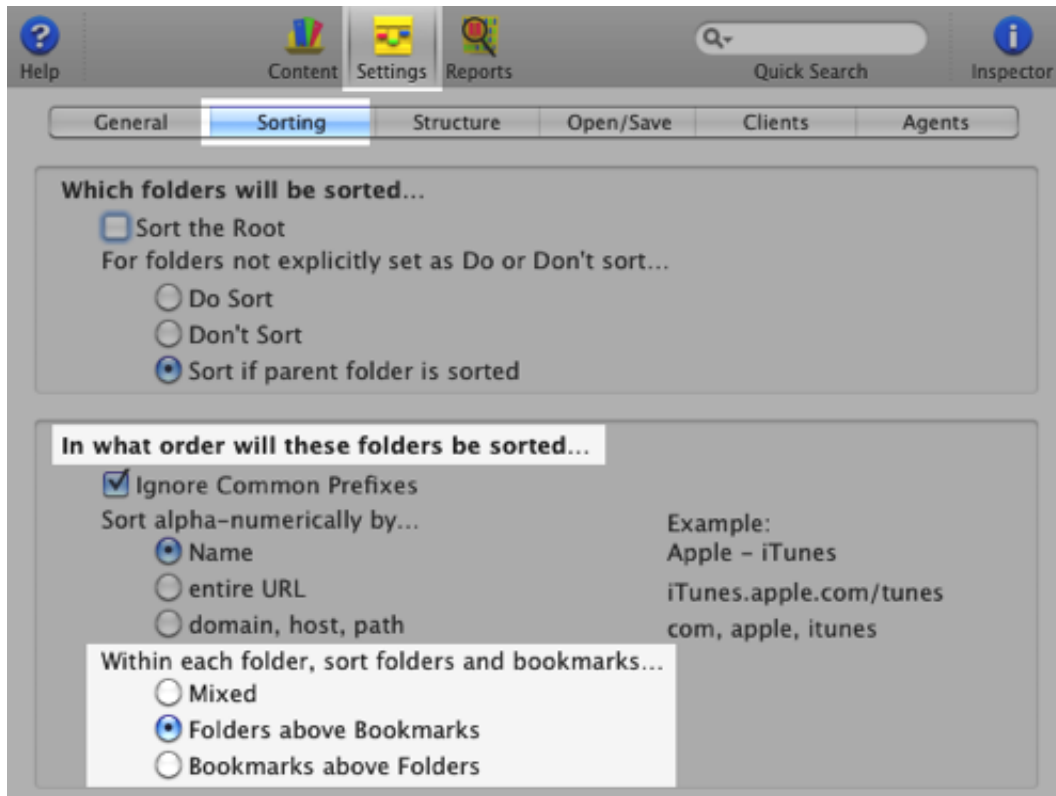 ?
i
Help
Content
Settings
Reports
Quick Search
Inspector
General
Sorting
Structure
Open/Save
Clients
Agents
Which folders will be sorted...
Sort the Root
For folders not explicitly set as Do or Don't sort...
Do Sort
Don't Sort
Sort if parent folder is sorted
In what order will these folders be sorted...
Ignore Common Prefixes
Sort alpha-numerically by...
Example:
Name
Apple – iTunes
entire URL
iTunes.apple.com/tunes
domain, host, path
com, apple, itunes
Within each folder, sort folders and bookmarks...
Mixed
Folders above Bookmarks
Bookmarks above Folders